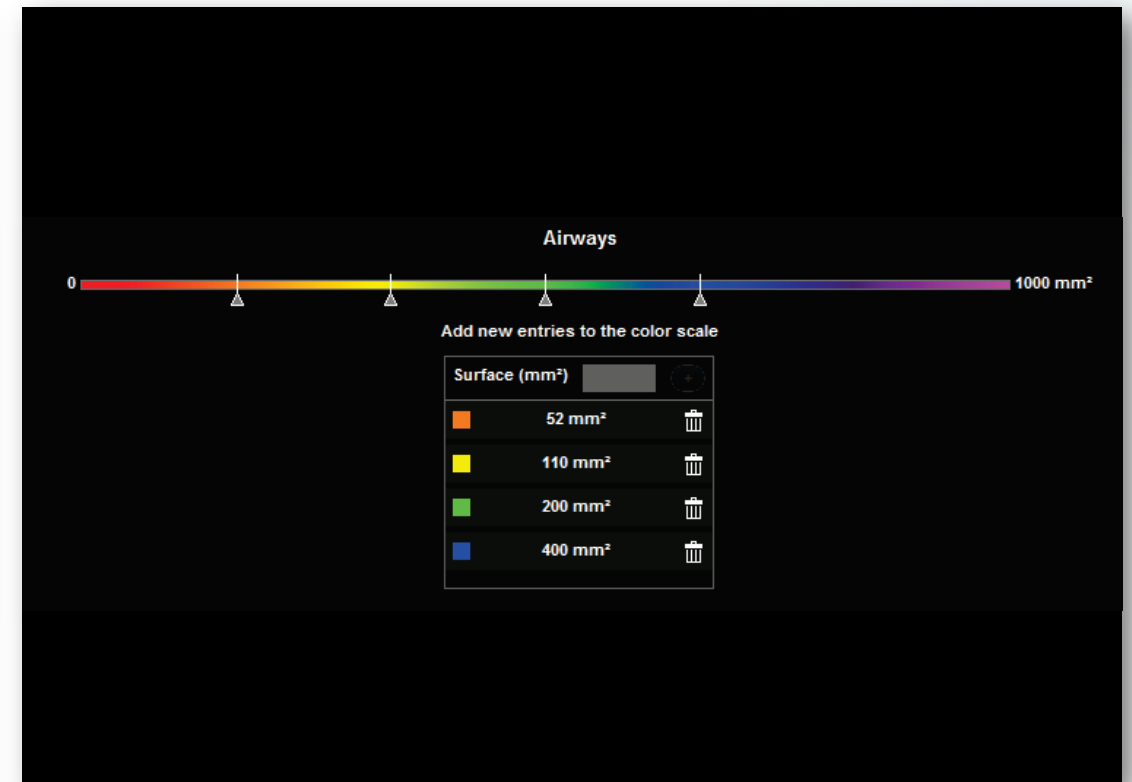 Airways
0 1000 mm²
Add new entries to the color scale
Surface (mm²) +
52 mm²
110 mm²
200 mm²
400 mm²